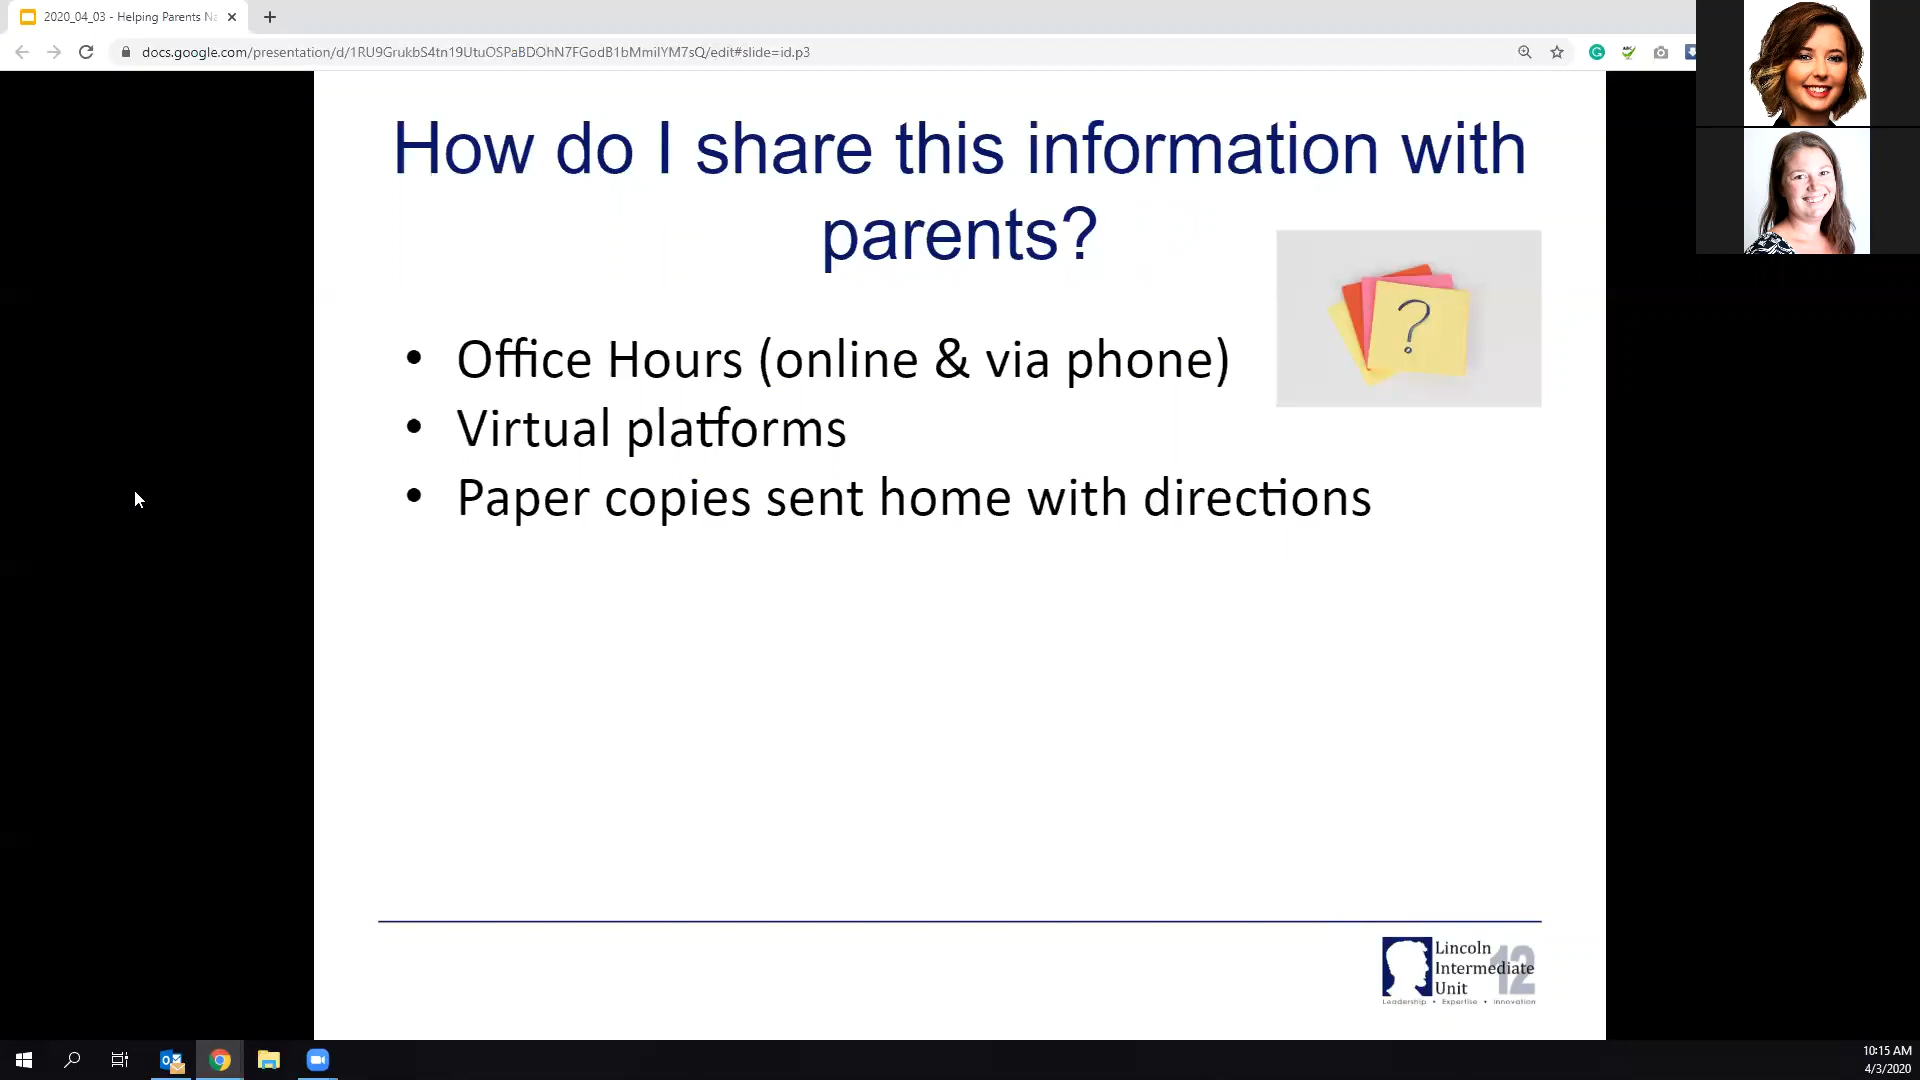 2020_04_03 - Helping Parents Na
docs.google.com/presentation/d/1RU9GrukbS4tn19UtuOSPaBDOhN7FGodB1bMmilYM7sQ/edit#slide=id.p3
How do I share this information with
parents?
?
• Office Hours (online & via phone)
• Virtual platforms
• Paper copies sent home with directions
Lincoln
Intermediate
Unit
12
Leadership • Expertise • Innovation
10:15 AM
4/3/2020